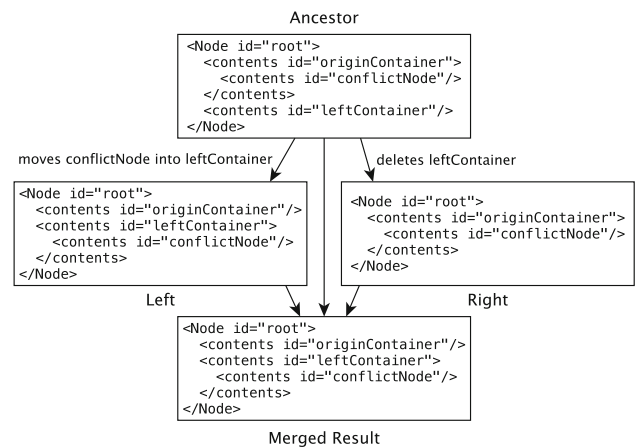 Ancestor
<Node id="root">
  <contents id="originContainer">
    <contents id="conflictNode"/>
  </contents>
  <contents id="leftContainer"/>
</Node>
moves conflictNode into leftContainer
deletes leftContainer
<Node id="root">
  <contents id="originContainer"/>
  <contents id="leftContainer">
    <contents id="conflictNode"/>
  </contents>
</Node>
Left
<Node id="root">
  <contents id="originContainer">
    <contents id="conflictNode"/>
  </contents>
</Node>
Right
<Node id="root">
  <contents id="originContainer"/>
  <contents id="leftContainer">
    <contents id="conflictNode"/>
  </contents>
</Node>
Merged Result